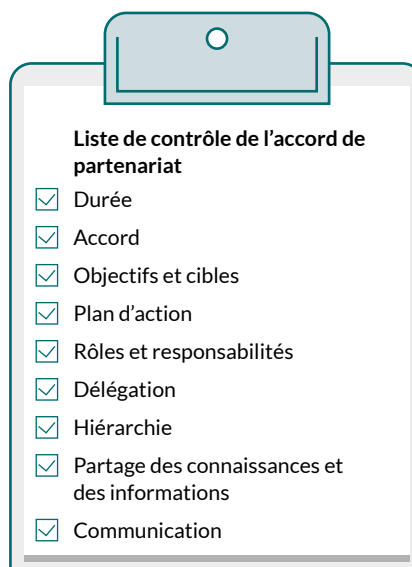 Liste de contrôle de l’accord de
partenariat
Durée
Accord
Objectifs et cibles
Plan d’action
Rôles et responsabilités
Délégation
Hiérarchie
Partage des connaissances et
des informations
Communication